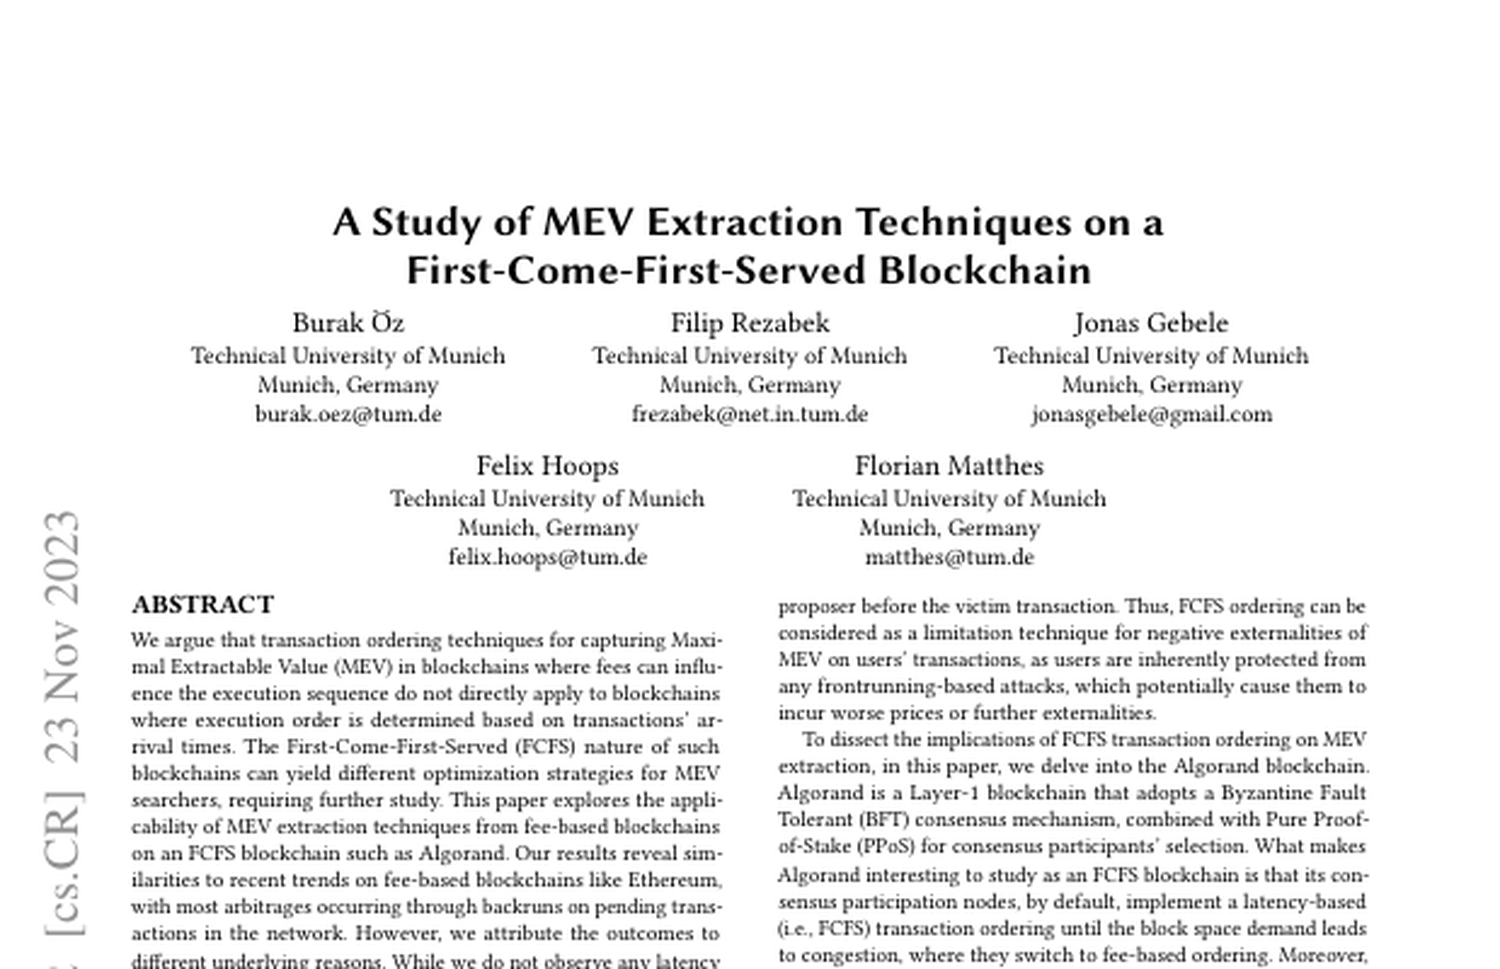 A Study of MEV Extraction Techniques on a
First-Come-First-Served Blockchain
Burak Öz
Technical University of Munich
Munich, Germany
burak.oez@tum.de
Filip Rezabek
Technical University of Munich
Munich, Germany
frezabek@net.in.tum.de
Jonas Gebele
Technical University of Munich
Munich, Germany
jonasgebele@gmail.com
Felix Hoops
Technical University of Munich
Munich, Germany
felix.hoops@tum.de
Florian Matthes
Technical University of Munich
Munich, Germany
matthes@tum.de
[cs.CR] 23 Nov 2023
ABSTRACT
We argue that transaction ordering techniques for capturing Maxi-
mal Extractable Value (MEV) in blockchains where fees can influ-
ence the execution sequence do not directly apply to blockchains
where execution order is determined based on transactions' ar-
rival times. The First-Come-First-Served (FCFS) nature of such
blockchains can yield different optimization strategies for MEV
searchers, requiring further study. This paper explores the appli-
cability of MEV extraction techniques from fee-based blockchains
on an FCFS blockchain such as Algorand. Our results reveal sim-
ilarities to recent trends on fee-based blockchains like Ethereum,
with most arbitrages occurring through backruns on pending trans-
actions in the network. However, we attribute the outcomes to
different underlying reasons. While we do not observe any latency
proposer before the victim transaction. Thus, FCFS ordering can be
considered as a limitation technique for negative externalities of
MEV on users' transactions, as users are inherently protected from
any frontrunning-based attacks, which potentially cause them to
incur worse prices or further externalities.
To dissect the implications of FCFS transaction ordering on MEV
extraction, in this paper, we delve into the Algorand blockchain.
Algorand is a Layer-1 blockchain that adopts a Byzantine Fault
Tolerant (BFT) consensus mechanism, combined with Pure Proof-
of-Stake (PPoS) for consensus participants' selection. What makes
Algorand interesting to study as an FCFS blockchain is that its con-
sensus participation nodes, by default, implement a latency-based
(i.e., FCFS) transaction ordering until the block space demand leads
to congestion, where they switch to fee-based ordering. Moreover,